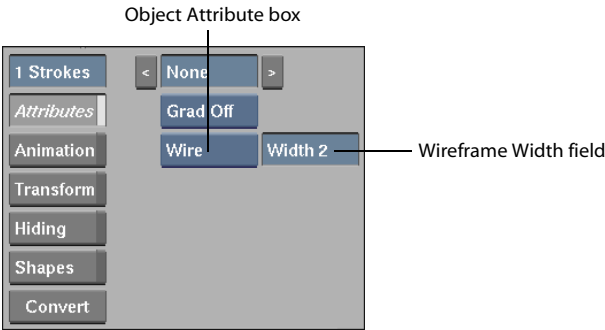 Object Attribute box
1 Strokes < None >
Attributes Grad Off
Animation Wire Width 2 Wireframe Width field
Transform
Hiding
Shapes
Convert